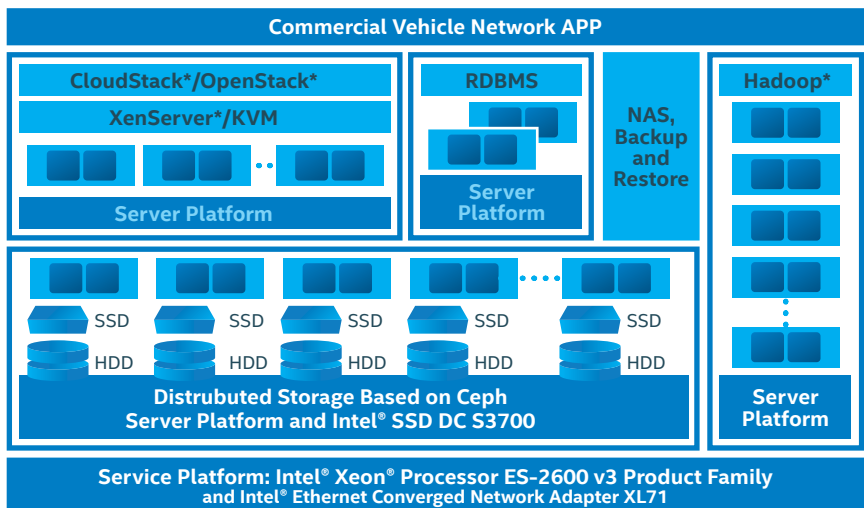 Commercial Vehicle Network APP
CloudStack*/OpenStack*
XenServer*/KVM
Server Platform
RDBMS
Server
Platform
NAS,
Backup
and
Restore
Hadoop*
SSD
SSD
SSD
SSD
SSD
HDD
HDD
HDD
HDD
HDD
Distrubuted Storage Based on Ceph
Server Platform and Intel® SSD DC S3700
Server
Platform
Service Platform: Intel® Xeon® Processor ES-2600 v3 Product Family
and Intel® Ethernet Converged Network Adapter XL71